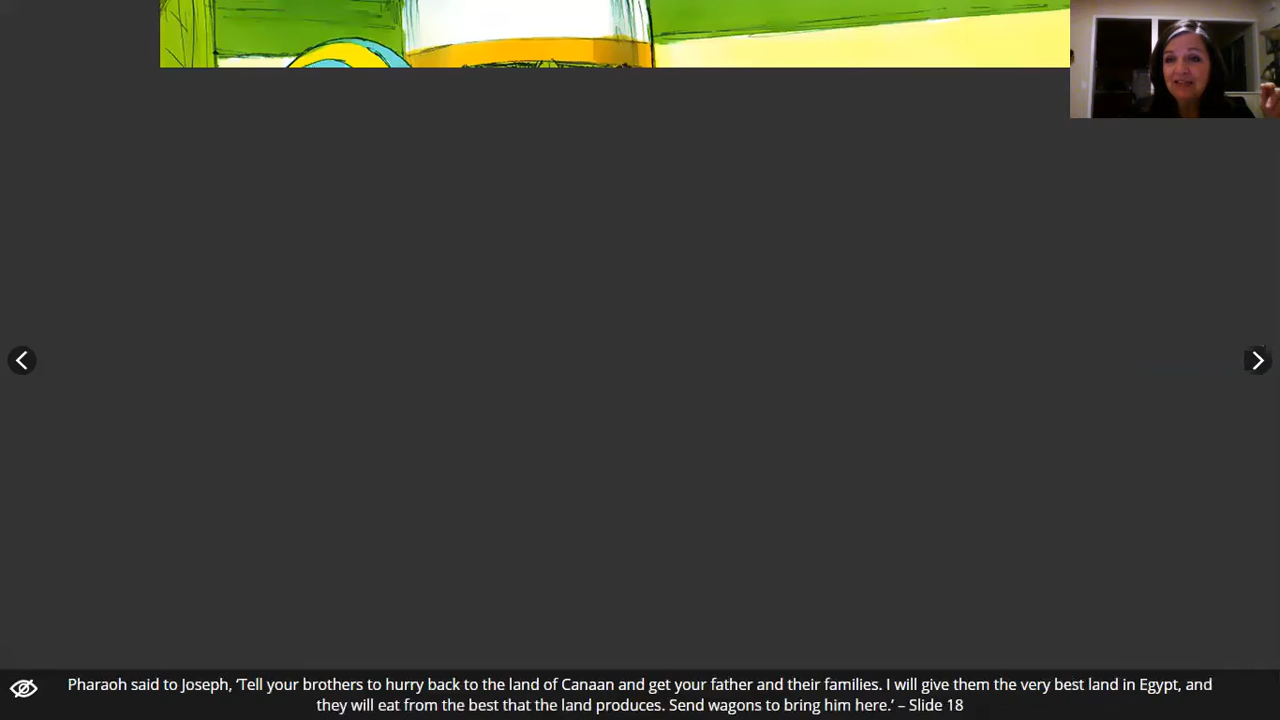 Pharaoh said to Joseph, ‘Tell your brothers to hurry back to the land of Canaan and get your father and their families. I will give them the very best land in Egypt, and
they will eat from the best that the land produces. Send wagons to bring him here.’ – Slide 18